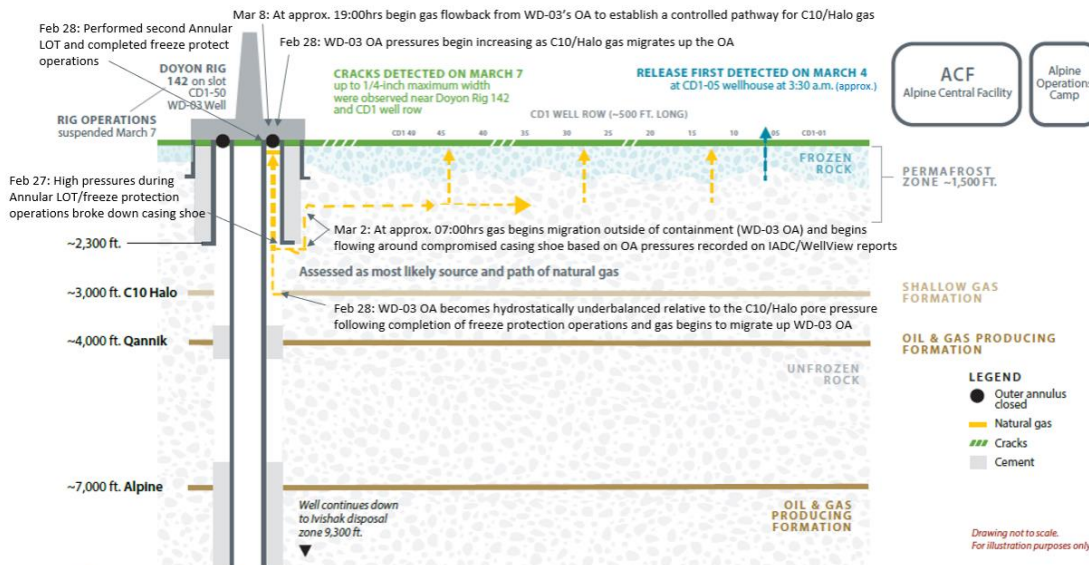 Mar 8: At approx. 19:00hrs begin gas flowback from WD-03's OA to establish a controlled pathway for C10/Halo gas
Feb 28: Performed second Annular
LOT and completed freeze protect
operations
Feb 28: WD-03 OA pressures begin increasing as C10/Halo gas migrates up the OA
DOYON RIG
142 on slot
CD1-50
WD-03 Well
RIG OPERATIONS
suspended March 7
CRACKS DETECTED ON MARCH 7
up to 1/4-inch maximum width
were observed near Doyon Rig 142
and CD1 well row
RELEASE FIRST DETECTED ON MARCH 4
at CD1-05 wellhouse at 3:30 a.m. (approx.)
CD1 WELL ROW (~500 FT. LONG)
CD1-40 45 40 35 30 25 20 15 10 05 CD1-01
ACF
Alpine Central Facility
Alpine
Operations
Camp
FROZEN
ROCK
PERMAFROST
ZONE ~1,500 FT.
Feb 27: High pressures during
Annular LOT/freeze protection
operations broke down casing shoe
~2,300 ft.
Mar 2: At approx. 07:00hrs gas begins migration outside of containment (WD-03 OA) and begins
flowing around compromised casing shoe based on OA pressures recorded on IADC/WellView reports
Assessed as most likely source and path of natural gas
~3,000 ft. C10 Halo
SHALLOW GAS
FORMATION
Feb 28: WD-03 OA becomes hydrostatically underbalanced relative to the C10/Halo pore pressure
following completion of freeze protection operations and gas begins to migrate up WD-03 OA
~4,000 ft. Qannik
OIL & GAS PRODUCING
FORMATION
UNFROZEN
ROCK
LEGEND
Outer annulus
closed
Natural gas
Cracks
Cement
~7,000 ft. Alpine
OIL & GAS
PRODUCING
FORMATION
Well continues down
to Ivishak disposal
zone 9,300 ft.
Drawing not to scale.
For illustration purposes only